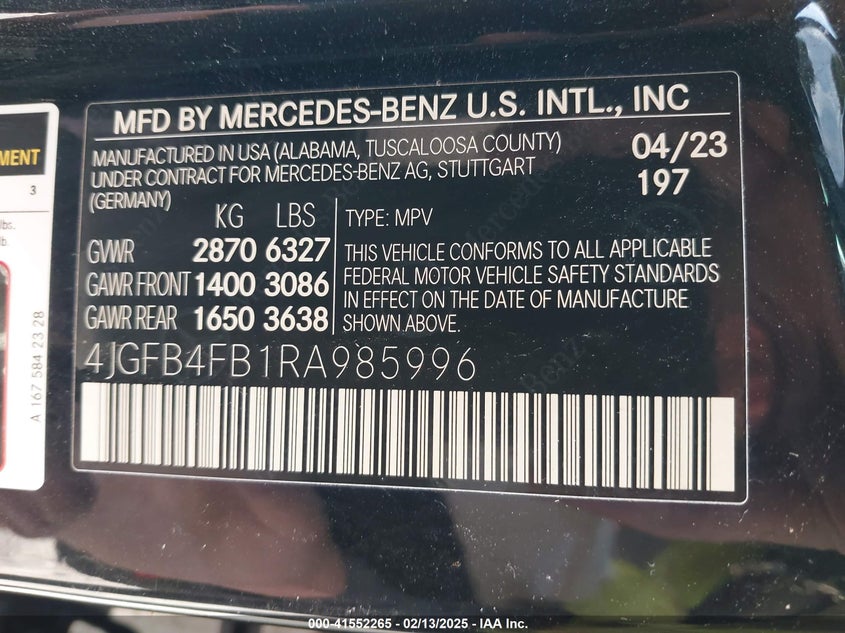 MFD BY MERCEDES-BENZ U.S. INTL., INC
MANUFACTURED IN USA (ALABAMA, TUSCALOOSA COUNTY)
UNDER CONTRACT FOR MERCEDES-BENZ AG, STUTTGART
(GERMANY)
04/23
197
KG LBS
GVWR 2870 6327
GAWR FRONT 1400 3086
GAWR REAR 1650 3638
TYPE: MPV
THIS VEHICLE CONFORMS TO ALL APPLICABLE
FEDERAL MOTOR VEHICLE SAFETY STANDARDS
IN EFFECT ON THE DATE OF MANUFACTURE
SHOWN ABOVE.
4JGFB4FB1RA985996
MENT
3
lbs.
lb.
A 167 584 23 28
000-41552265 - 02/13/2025 - IAA Inc.